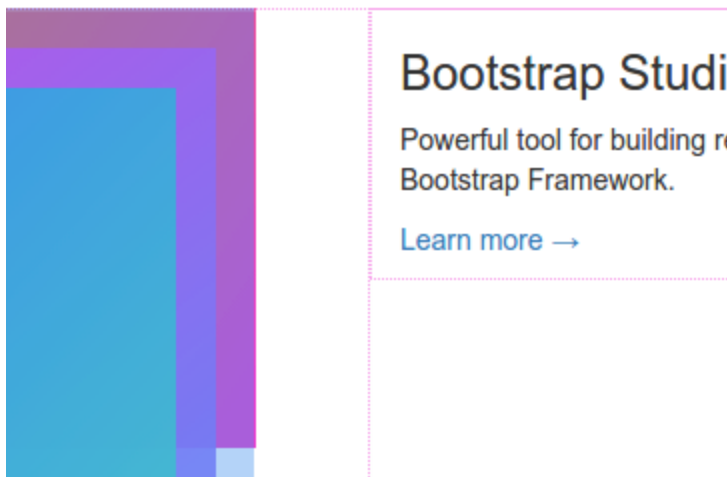 Bootstrap Studi
Powerful tool for building r
Bootstrap Framework.
Learn more →